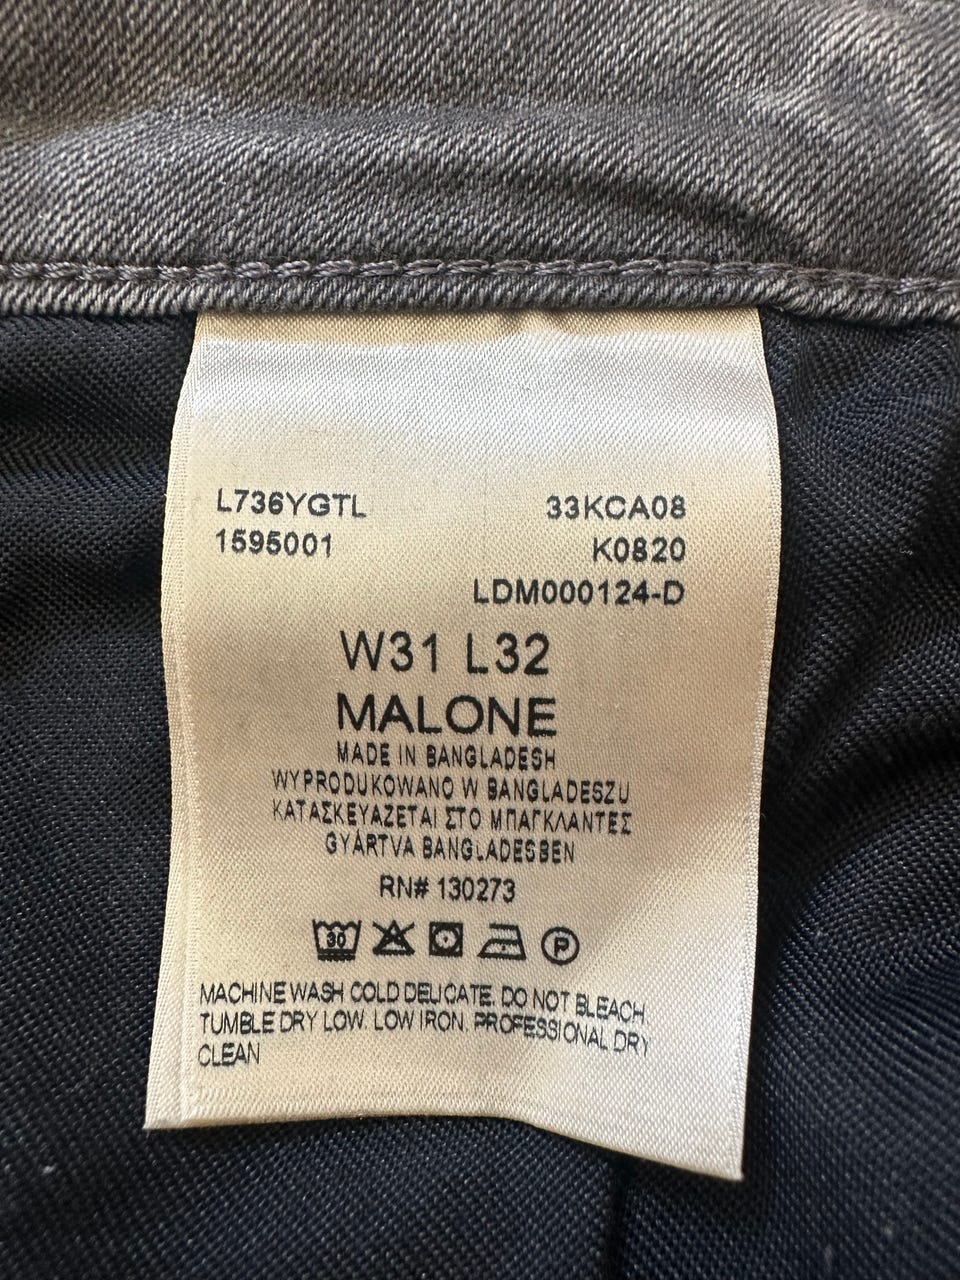 L736YGTL 33KCA08
1595001 K0820
LDM000124-D
W31 L32
MALONE
MADE IN BANGLADESH
WYPRODUKOWANO W BANGLADESZU
ΚΑΤΑΣΚΕΥΑΖΕΤΑΙ ΣΤΟ ΜΠΑΓΚΛΑΝΤΕΣ
GYÁRTVA BANGLADESBEN
RN# 130273
30 P
MACHINE WASH COLD DELICATE. DO NOT BLEACH.
TUMBLE DRY LOW. LOW IRON. PROFESSIONAL DRY
CLEAN